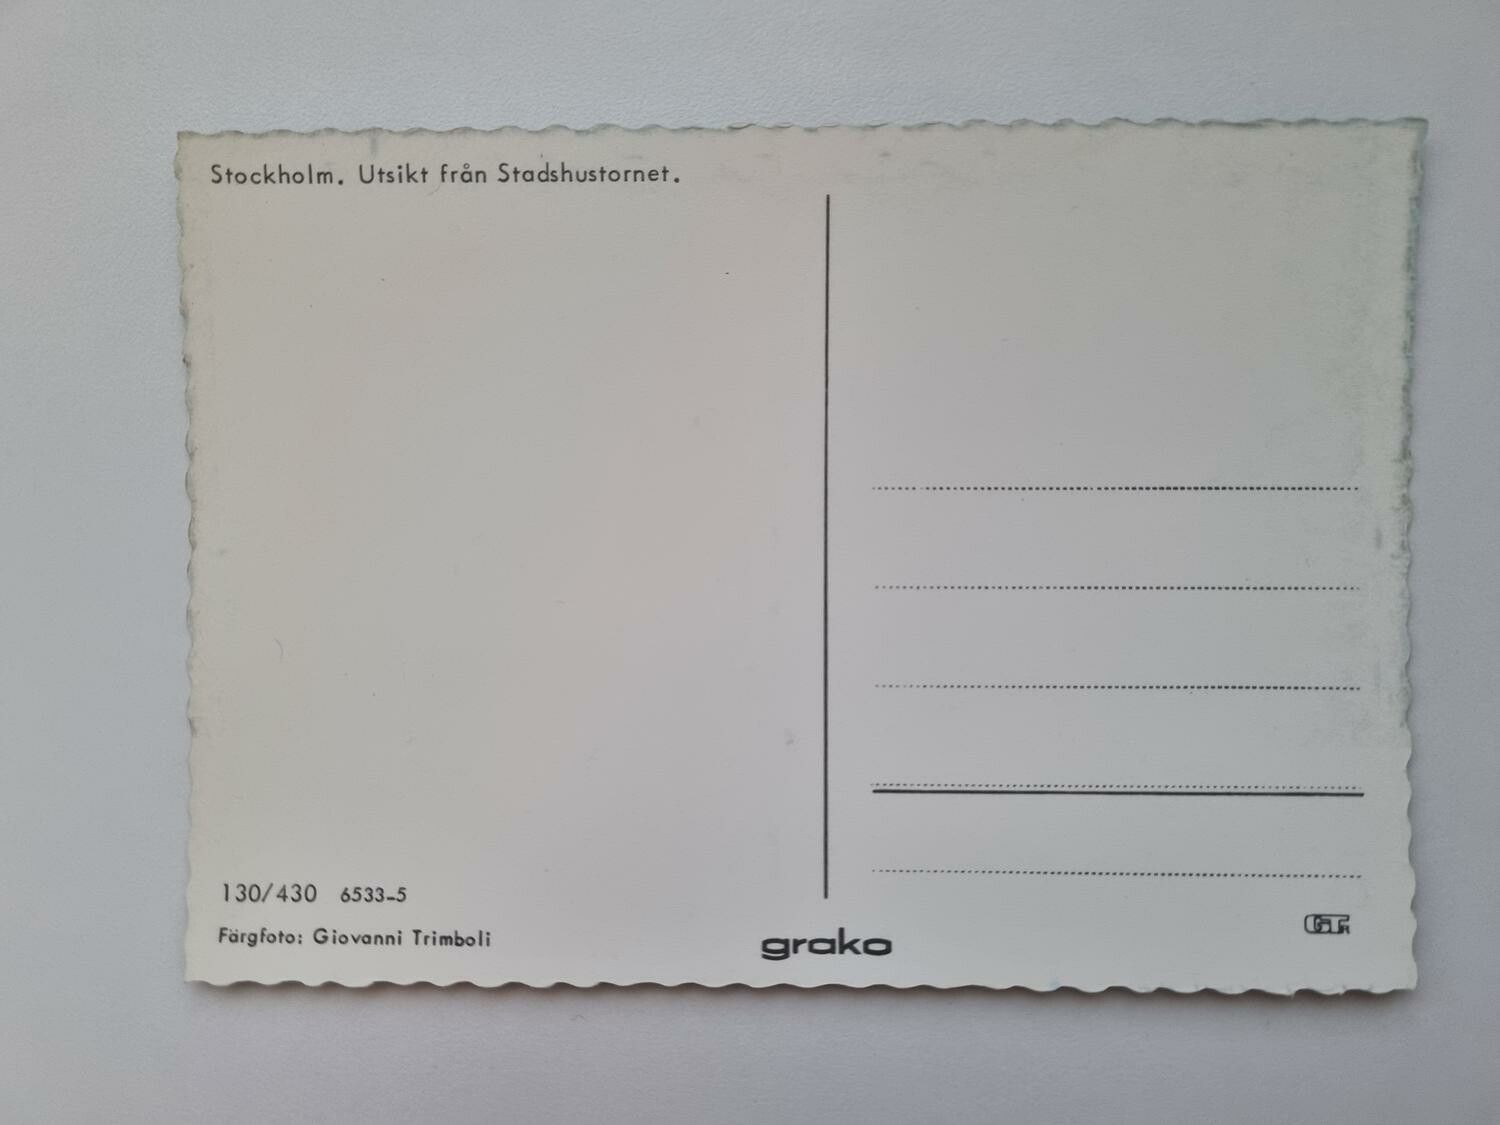 Stockholm. Utsikt från Stadshustornet.
130/430 6533-5
Färgfoto: Giovanni Trimboli
grako